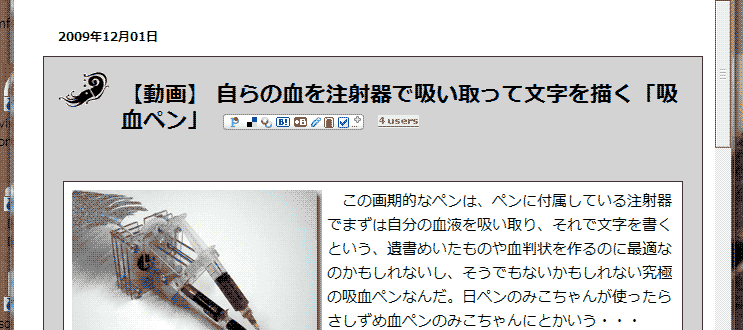 2009年12月01日
【動画】 自らの血を注射器で吸い取って文字を描く「吸
血ペン」
B!
B
4 users
この画期的なペンは、ペンに付属している注射器
でまずは自分の血液を吸い取り、それで文字を書く
という、遺書めいたものや血判状を作るのに最適な
のかもしれないし、そうでもないかもしれない究極
の吸血ペンなんだ。日ペンのみこちゃんが使ったら
さしずめ血ペンのみこちゃんにとかいう・・・